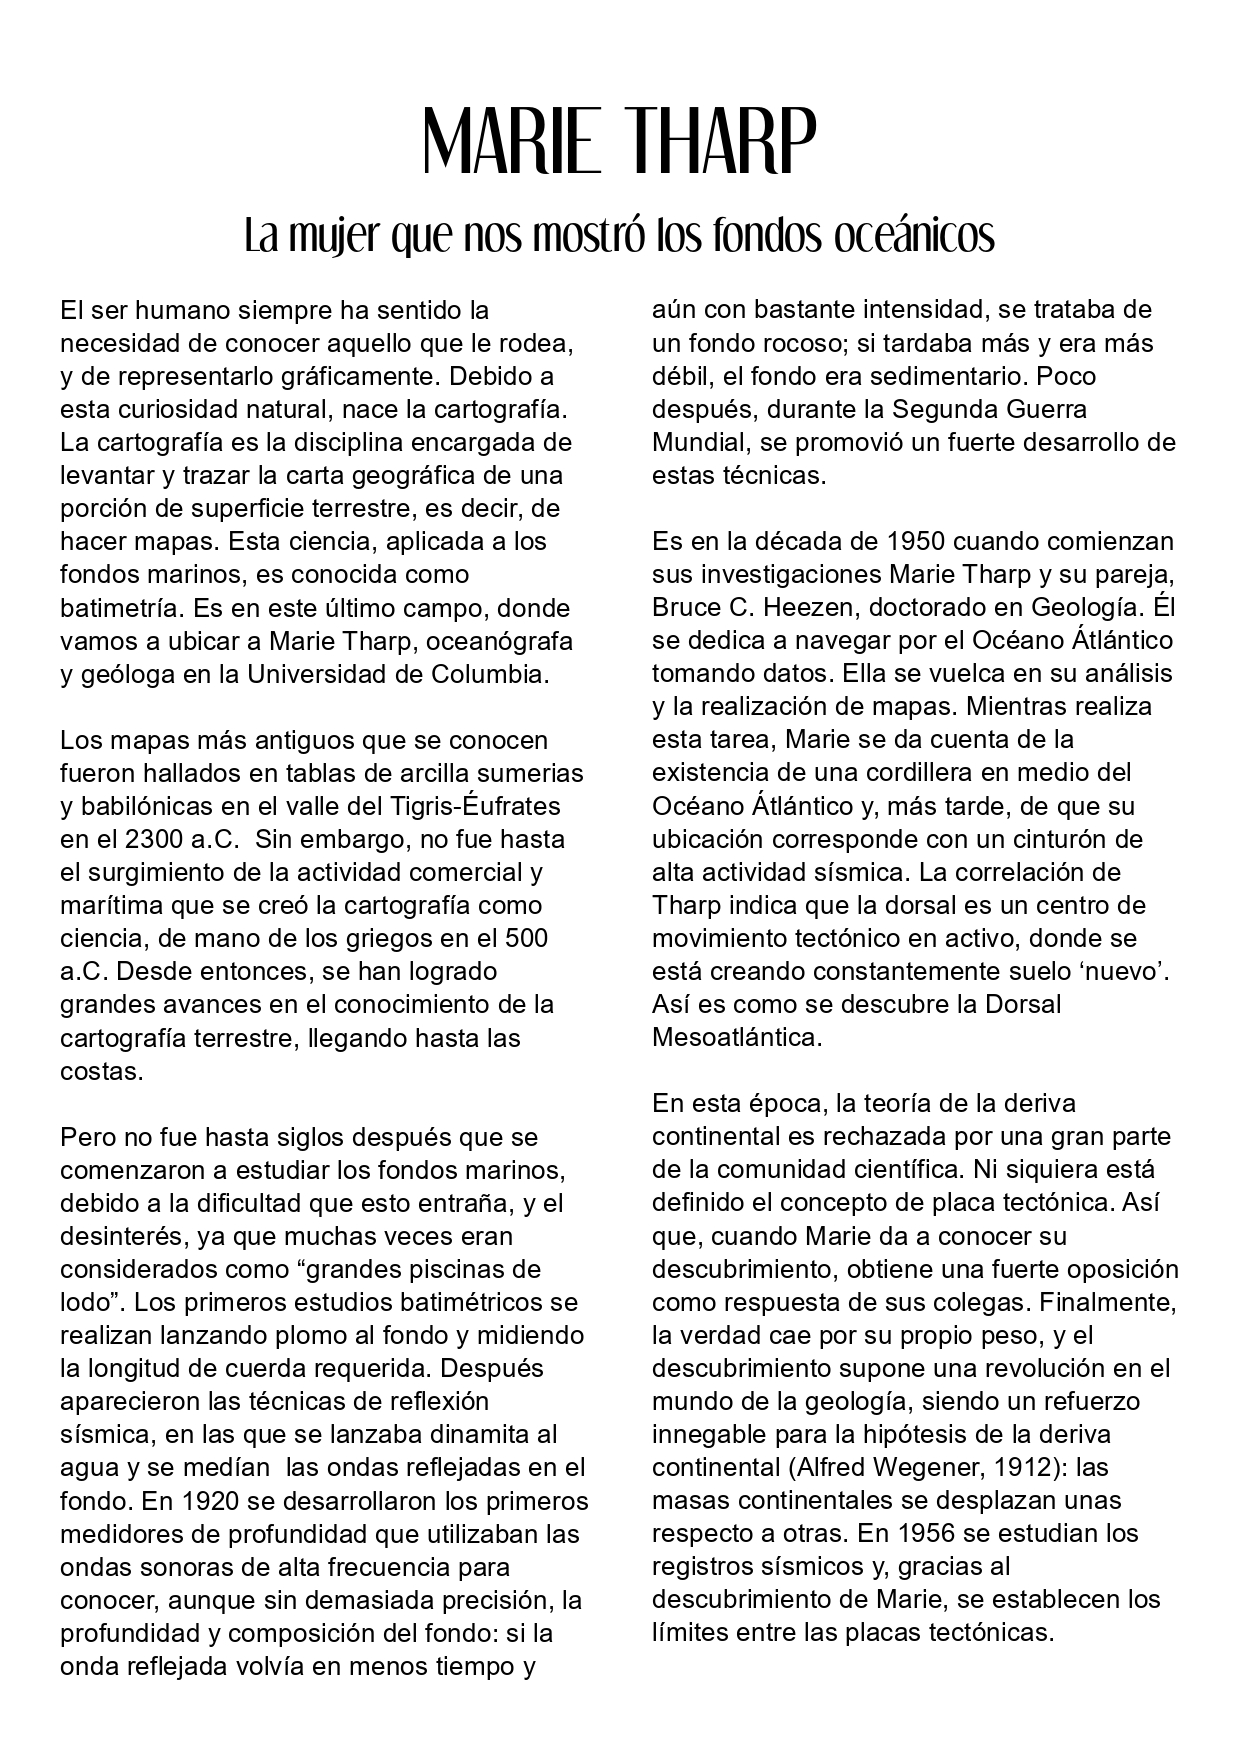 MARIE THARP
La mujer que nos mostró los fondos oceánicos
El ser humano siempre ha sentido la
necesidad de conocer aquello que le rodea,
y de representarlo gráficamente. Debido a
esta curiosidad natural, nace la cartografía.
La cartografía es la disciplina encargada de
levantar y trazar la carta geográfica de una
porción de superficie terrestre, es decir, de
hacer mapas. Esta ciencia, aplicada a los
fondos marinos, es conocida como
batimetría. Es en este último campo, donde
vamos a ubicar a Marie Tharp, oceanógrafa
y geóloga en la Universidad de Columbia.
Los mapas más antiguos que se conocen
fueron hallados en tablas de arcilla sumerias
y babilónicas en el valle del Tigris-Éufrates
en el 2300 a.C.  Sin embargo, no fue hasta
el surgimiento de la actividad comercial y
marítima que se creó la cartografía como
ciencia, de mano de los griegos en el 500
a.C. Desde entonces, se han logrado
grandes avances en el conocimiento de la
cartografía terrestre, llegando hasta las
costas.
Pero no fue hasta siglos después que se
comenzaron a estudiar los fondos marinos,
debido a la dificultad que esto entraña, y el
desinterés, ya que muchas veces eran
considerados como “grandes piscinas de
lodo”. Los primeros estudios batimétricos se
realizan lanzando plomo al fondo y midiendo
la longitud de cuerda requerida. Después
aparecieron las técnicas de reflexión
sísmica, en las que se lanzaba dinamita al
agua y se medían  las ondas reflejadas en el
fondo. En 1920 se desarrollaron los primeros
medidores de profundidad que utilizaban las
ondas sonoras de alta frecuencia para
conocer, aunque sin demasiada precisión, la
profundidad y composición del fondo: si la
onda reflejada volvía en menos tiempo y
aún con bastante intensidad, se trataba de
un fondo rocoso; si tardaba más y era más
débil, el fondo era sedimentario. Poco
después, durante la Segunda Guerra
Mundial, se promovió un fuerte desarrollo de
estas técnicas.
Es en la década de 1950 cuando comienzan
sus investigaciones Marie Tharp y su pareja,
Bruce C. Heezen, doctorado en Geología. Él
se dedica a navegar por el Océano Átlántico
tomando datos. Ella se vuelca en su análisis
y la realización de mapas. Mientras realiza
esta tarea, Marie se da cuenta de la
existencia de una cordillera en medio del
Océano Átlántico y, más tarde, de que su
ubicación corresponde con un cinturón de
alta actividad sísmica. La correlación de
Tharp indica que la dorsal es un centro de
movimiento tectónico en activo, donde se
está creando constantemente suelo ‘nuevo’.
Así es como se descubre la Dorsal
Mesoatlántica.
En esta época, la teoría de la deriva
continental es rechazada por una gran parte
de la comunidad científica. Ni siquiera está
definido el concepto de placa tectónica. Así
que, cuando Marie da a conocer su
descubrimiento, obtiene una fuerte oposición
como respuesta de sus colegas. Finalmente,
la verdad cae por su propio peso, y el
descubrimiento supone una revolución en el
mundo de la geología, siendo un refuerzo
innegable para la hipótesis de la deriva
continental (Alfred Wegener, 1912): las
masas continentales se desplazan unas
respecto a otras. En 1956 se estudian los
registros sísmicos y, gracias al
descubrimiento de Marie, se establecen los
límites entre las placas tectónicas.